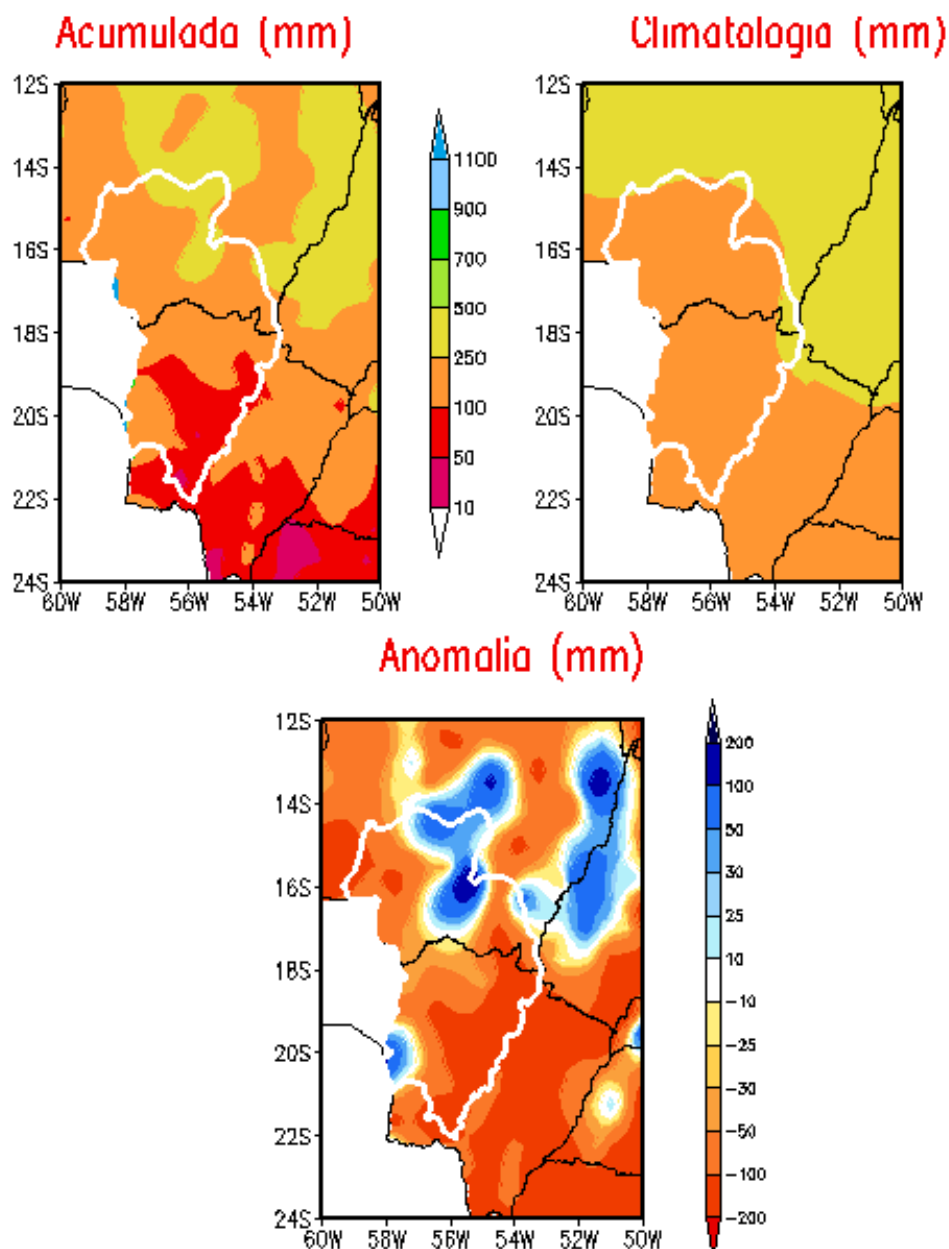 Acumulada (mm)
Climatologia (mm)
12S
14S
16S
18S
20S
22S
24S
60W 58W 56W 54W 52W 50W
1100
900
700
500
250
100
50
10
12S
14S
16S
18S
20S
22S
24S
60W 58W 56W 54W 52W 50W
Anomalia (mm)
12S
14S
16S
18S
20S
22S
24S
60W 58W 56W 54W 52W 50W
200
100
50
30
25
10
-10
-25
-30
-50
-100
-200